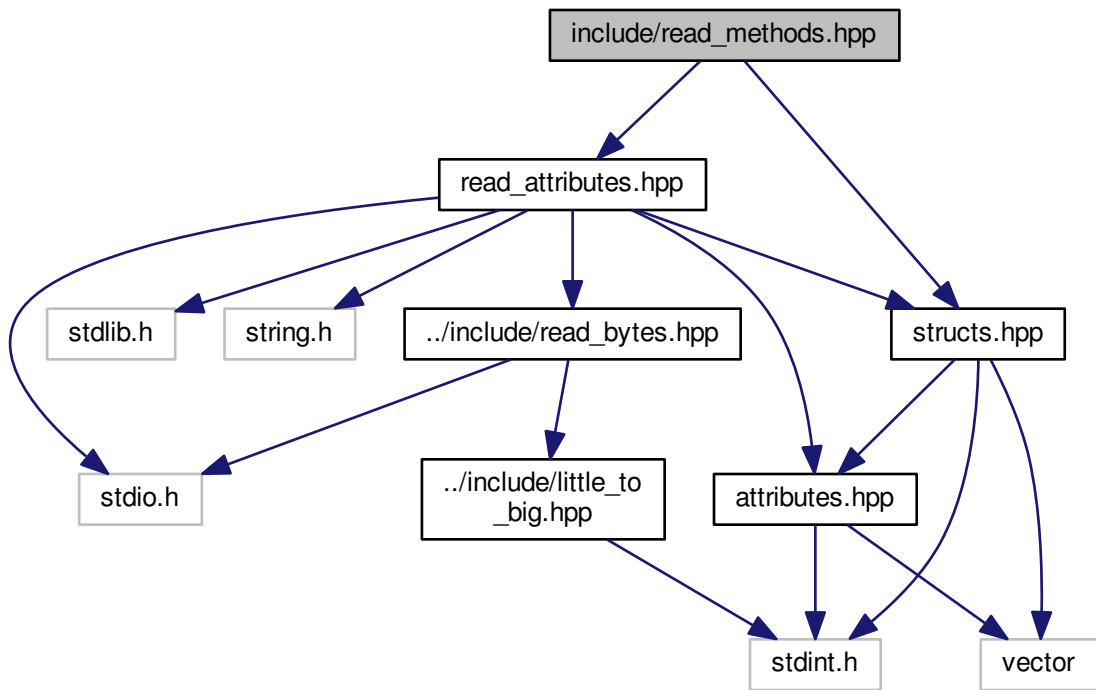 include/read_methods.hpp
read_attributes.hpp
stdlib.h
string.h
../include/read_bytes.hpp
structs.hpp
stdio.h
../include/little_to
_big.hpp
attributes.hpp
stdint.h
vector